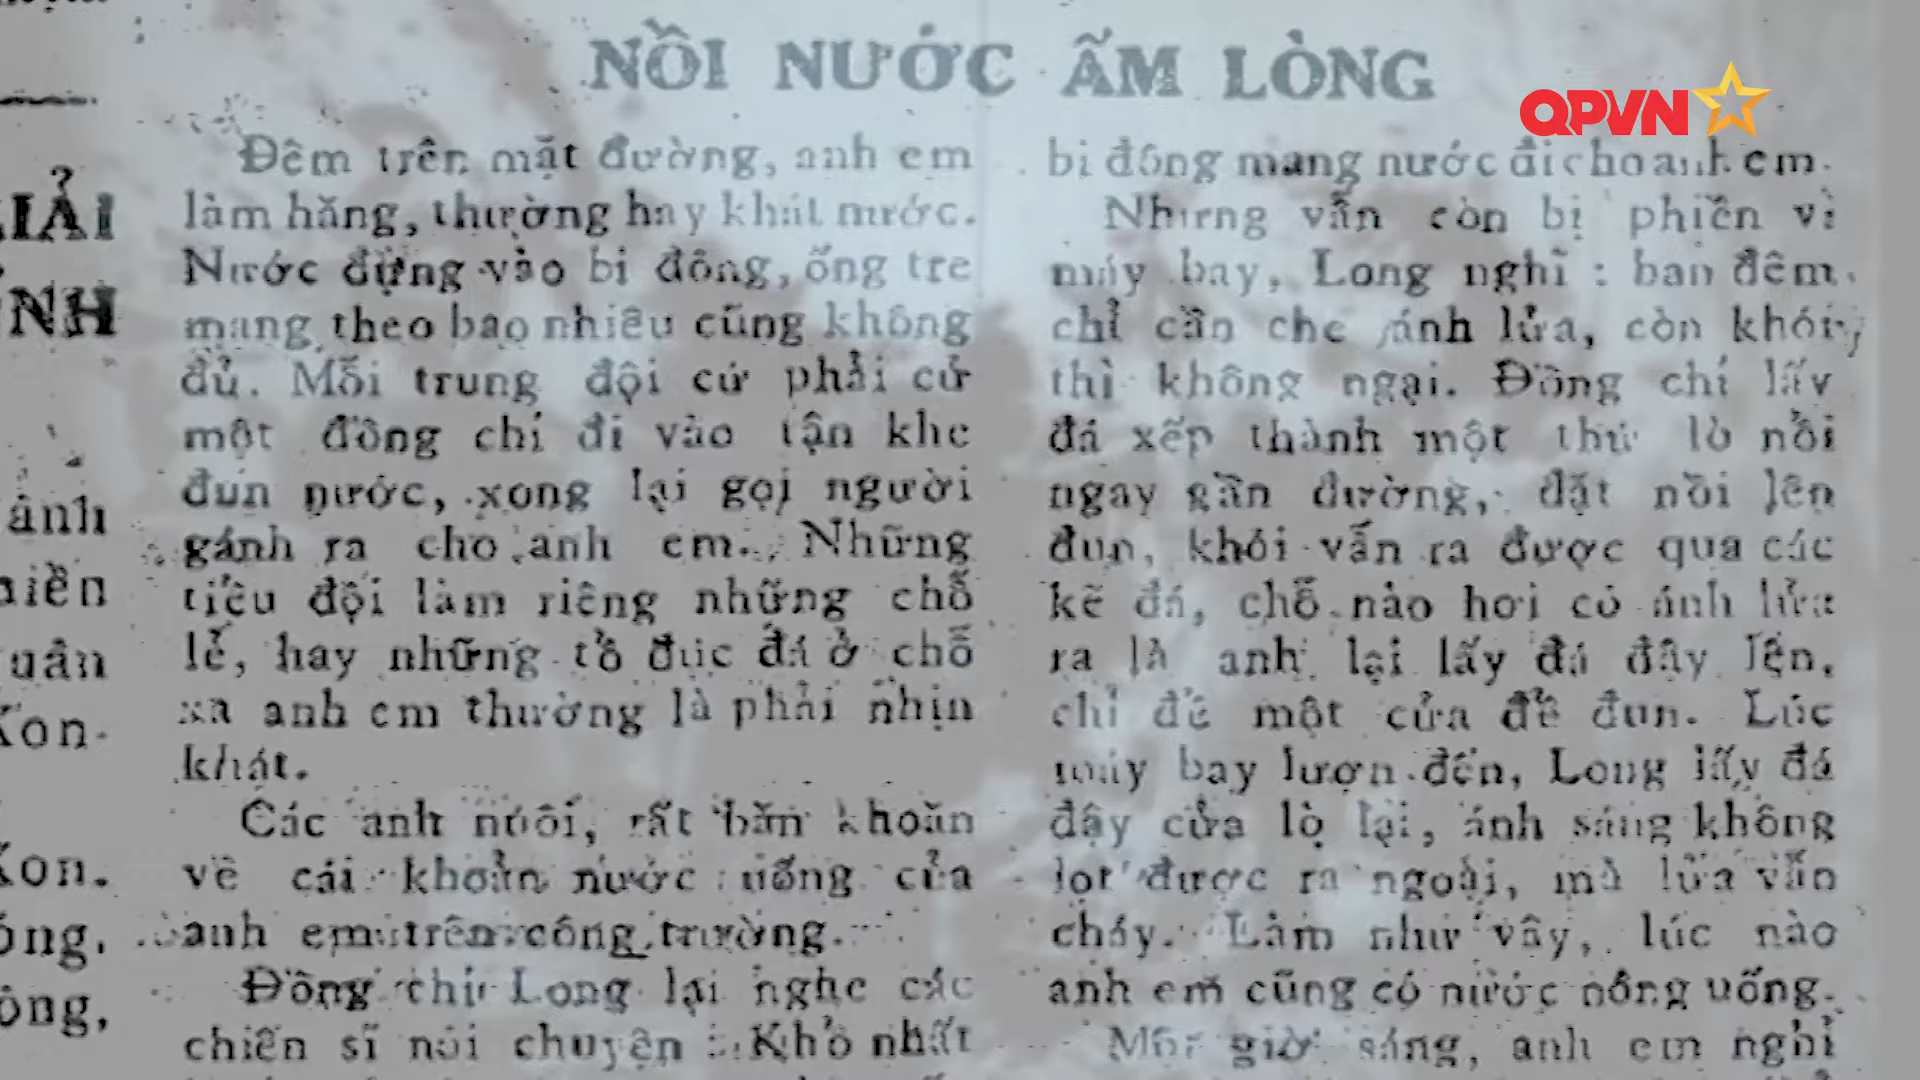 NỒI NƯỚC ẤM LÒNG
QPVN
Đêm trên mặt đường, anh em
làm hăng, thường hay khát nước.
Nước đựng vào bi đông, ống tre
mang theo bao nhiêu cũng không
đủ. Mỗi trung đội cứ phải cử
một đồng chí đi vào tận khe
đun nước, xong lại gọi người
gánh ra cho anh em. Những
tiểu đội làm riêng những chỗ
lẻ, hay những tổ đục đá ở chỗ
xa anh em thường là phải nhịn
khát.
Các anh nuôi, rất băn khoăn
về cái khoản nước uống của
anh em trên công trường.
Đồng chí Long lại nghe các
chiến sĩ nói chuyện : Khổ nhất
bi đông mang nước đi cho anh em.
Nhưng vẫn còn bị phiền vì
máy bay, Long nghĩ : ban đêm
chỉ cần che ánh lửa, còn khói
thì không ngại. Đồng chí lấy
đá xếp thành một thứ lò nổi
ngay gần đường, đặt nồi lên
đun, khói vẫn ra được qua các
kẽ đá, chỗ nào hơi có ánh lửa
ra là anh lại lấy đá đậy lên,
chỉ để một cửa để đun. Lúc
máy bay lượn đến, Long lấy đá
đậy cửa lò lại, ánh sáng không
lọt được ra ngoài, mà lửa vẫn
cháy. Làm như vậy, lúc nào
anh em cũng có nước nóng uống.
giờ sáng, anh em nghỉ
IẢI
NH
ảnh
iền
uân
Kon-
Kon.
ông,
ông,